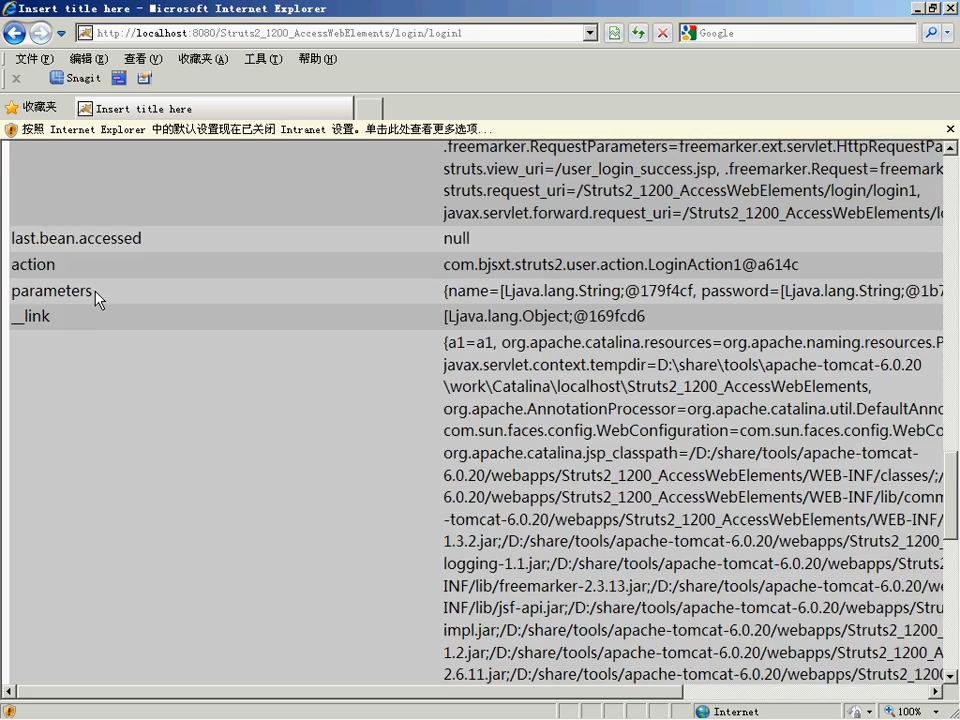 Insert title here - Microsoft Internet Explorer
http://localhost:8080/Struts2_1200_AccessWebElements/login/login1
Google
文件(F) 编辑(E) 查看(V) 收藏夹(A) 工具(T) 帮助(H)
x Snagit
收藏夹 Insert title here
按照 Internet Explorer 中的默认设置现在已关闭 Intranet 设置。单击此处查看更多选项...
.freemarker.RequestParameters=freemarker.ext.servlet.HttpRequestPa
struts.view_uri=/user_login_success.jsp, .freemarker.Request=freemark
struts.request_uri=/Struts2_1200_AccessWebElements/login/login1,
javax.servlet.forward.request_uri=/Struts2_1200_AccessWebElements/l
last.bean.accessed null
action com.bjsxt.struts2.user.action.LoginAction1@a614c
parameters {name=[Ljava.lang.String;@179f4cf, password=[Ljava.lang.String;@1b7
__link [Ljava.lang.Object;@169fcd6
{a1=a1, org.apache.catalina.resources=org.apache.naming.resources.P
javax.servlet.context.tempdir=D:\share\tools\apache-tomcat-6.0.20
\work\Catalina\localhost\Struts2_1200_AccessWebElements,
org.apache.AnnotationProcessor=org.apache.catalina.util.DefaultAnno
com.sun.faces.config.WebConfiguration=com.sun.faces.config.WebCo
org.apache.catalina.jsp_classpath=/D:/share/tools/apache-tomcat-
6.0.20/webapps/Struts2_1200_AccessWebElements/WEB-INF/classes/;/
6.0.20/webapps/Struts2_1200_AccessWebElements/WEB-INF/lib/comm
-tomcat-6.0.20/webapps/Struts2_1200_AccessWebElements/WEB-INF/
1.3.2.jar;/D:/share/tools/apache-tomcat-6.0.20/webapps/Struts2_1200_
logging-1.1.jar;/D:/share/tools/apache-tomcat-6.0.20/webapps/Struts2
INF/lib/freemarker-2.3.13.jar;/D:/share/tools/apache-tomcat-6.0.20/we
INF/lib/jsf-api.jar;/D:/share/tools/apache-tomcat-6.0.20/webapps/Stru
impl.jar;/D:/share/tools/apache-tomcat-6.0.20/webapps/Struts2_1200_
1.2.jar;/D:/share/tools/apache-tomcat-6.0.20/webapps/Struts2_1200_A
2.6.11.jar;/D:/share/tools/apache-tomcat-6.0.20/webapps/Struts2_1200
Internet 100%